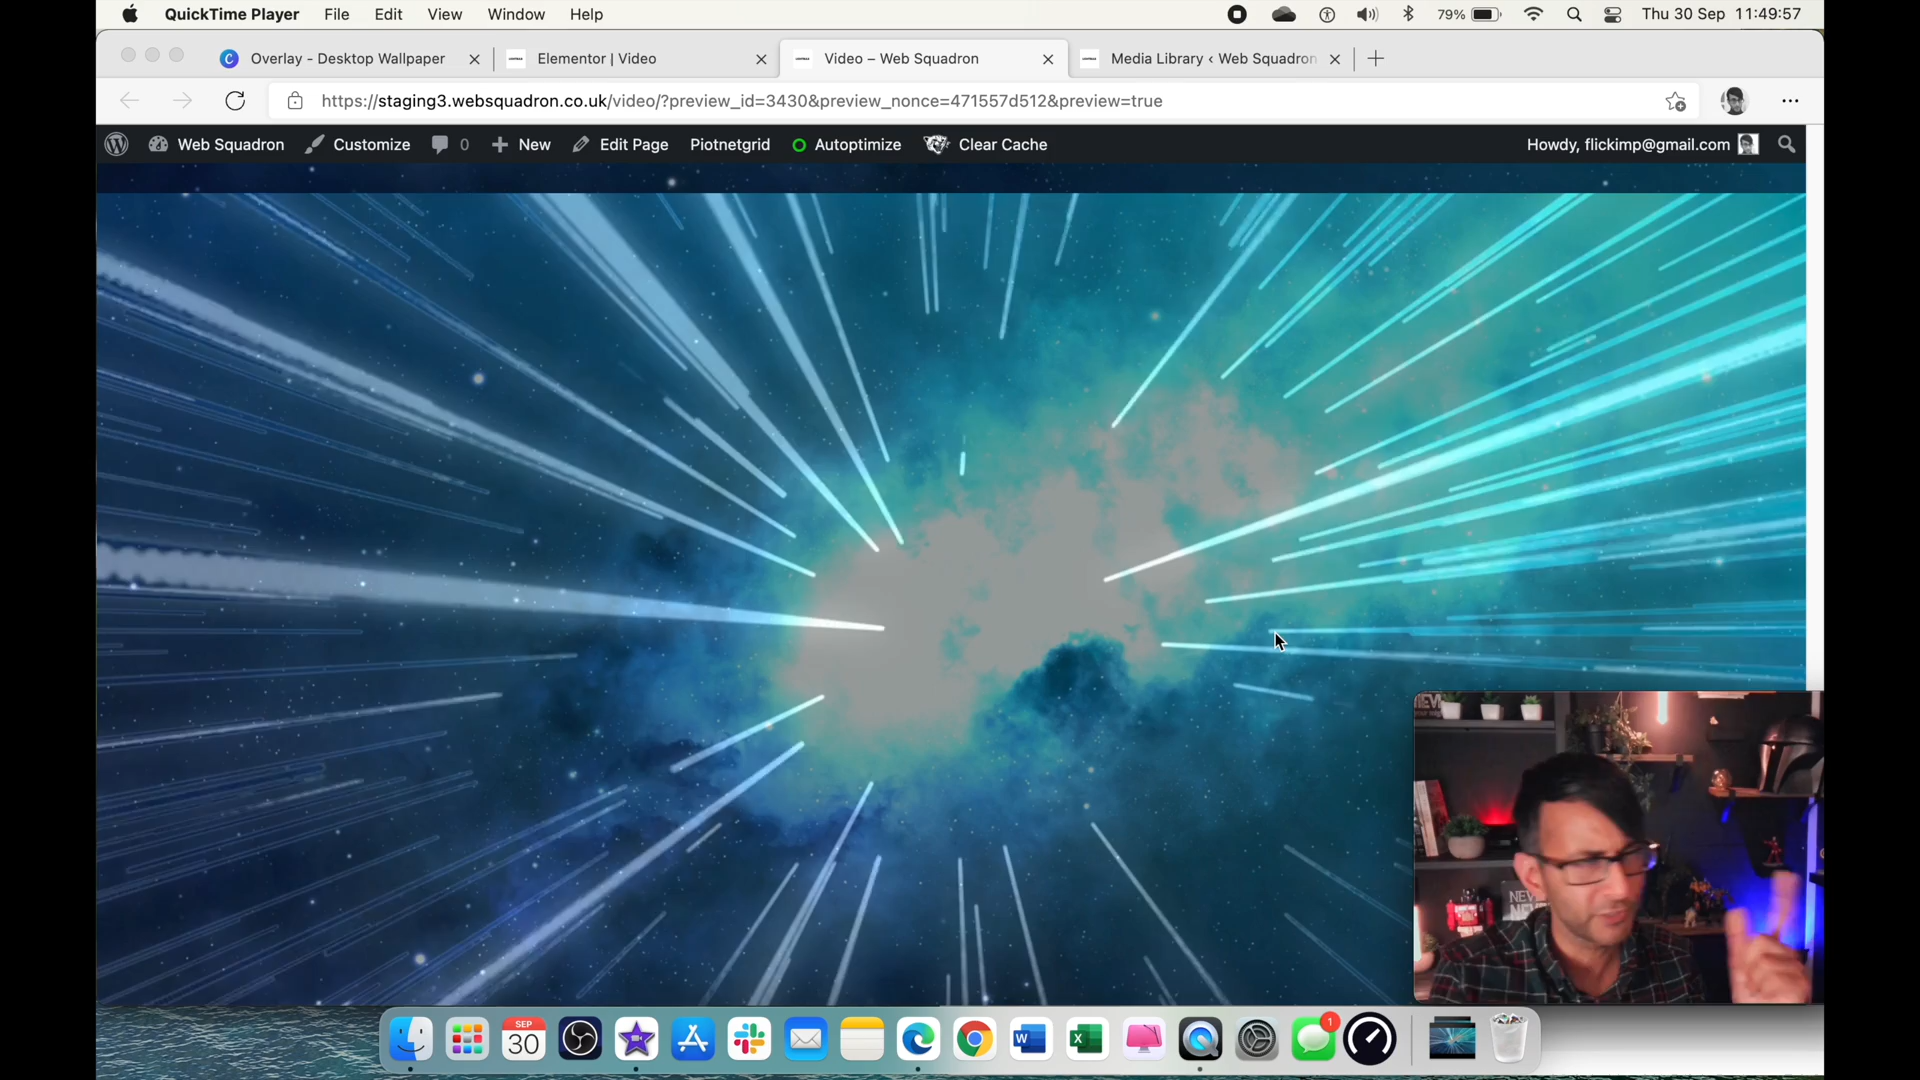 QuickTime Player File Edit View Window Help 79% Thu 30 Sep 11:49:57
Overlay - Desktop Wallpaper Elementor | Video Video – Web Squadron Media Library ‹ Web Squadron
https://staging3.websquadron.co.uk/video/?preview_id=3430&preview_nonce=471557d512&preview=true
Web Squadron Customize 0 New Edit Page Piotnetgrid Autoptimize Clear Cache Howdy, flickimp@gmail.com
SEP
30
1